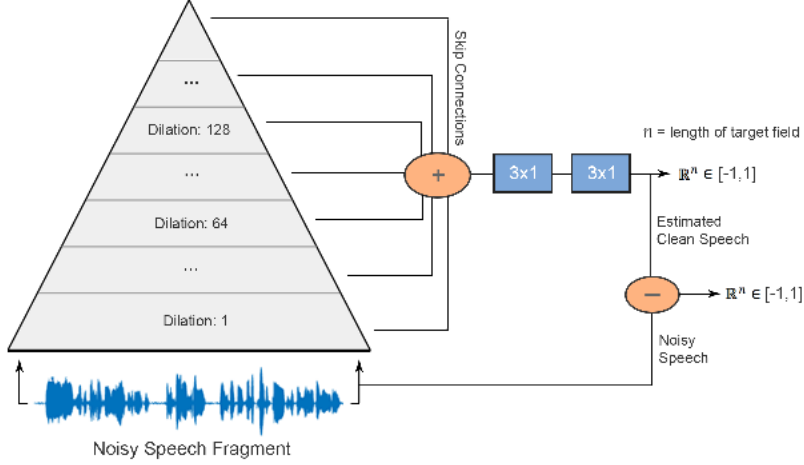 ...
Dilation: 128
...
Dilation: 64
...
Dilation: 1
Noisy Speech Fragment
Skip Connections
+
3x1
3x1
n = length of target field
ℝⁿ ∈ [-1,1]
Estimated
Clean Speech
−
ℝⁿ ∈ [-1,1]
Noisy
Speech